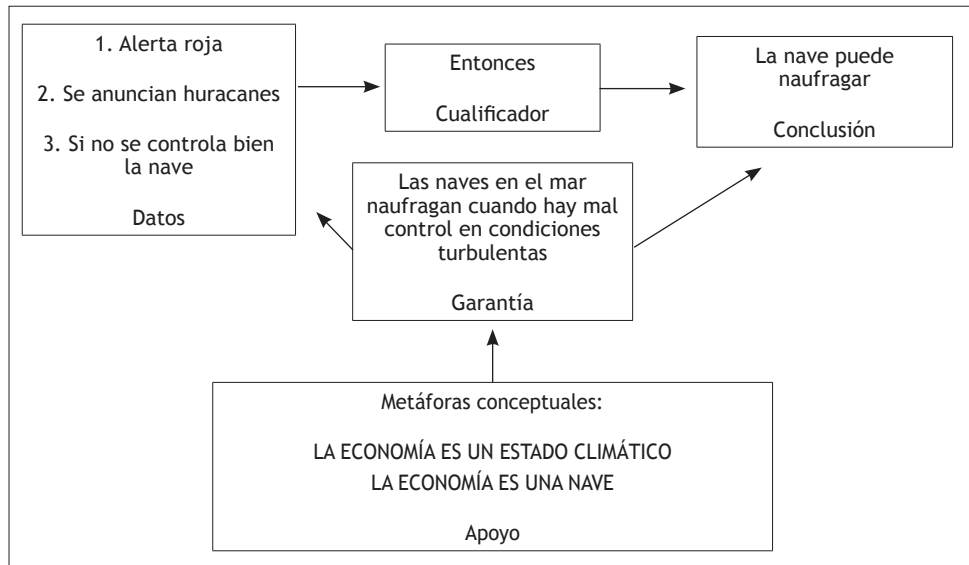 1. Alerta roja
2. Se anuncian huracanes
3. Si no se controla bien
la nave
Datos
Entonces
Cualificador
La nave puede
naufragar
Conclusión
Las naves en el mar
naufragan cuando hay mal
control en condiciones
turbulentas
Garantía
Metáforas conceptuales:
LA ECONOMÍA ES UN ESTADO CLIMÁTICO
LA ECONOMÍA ES UNA NAVE
Apoyo